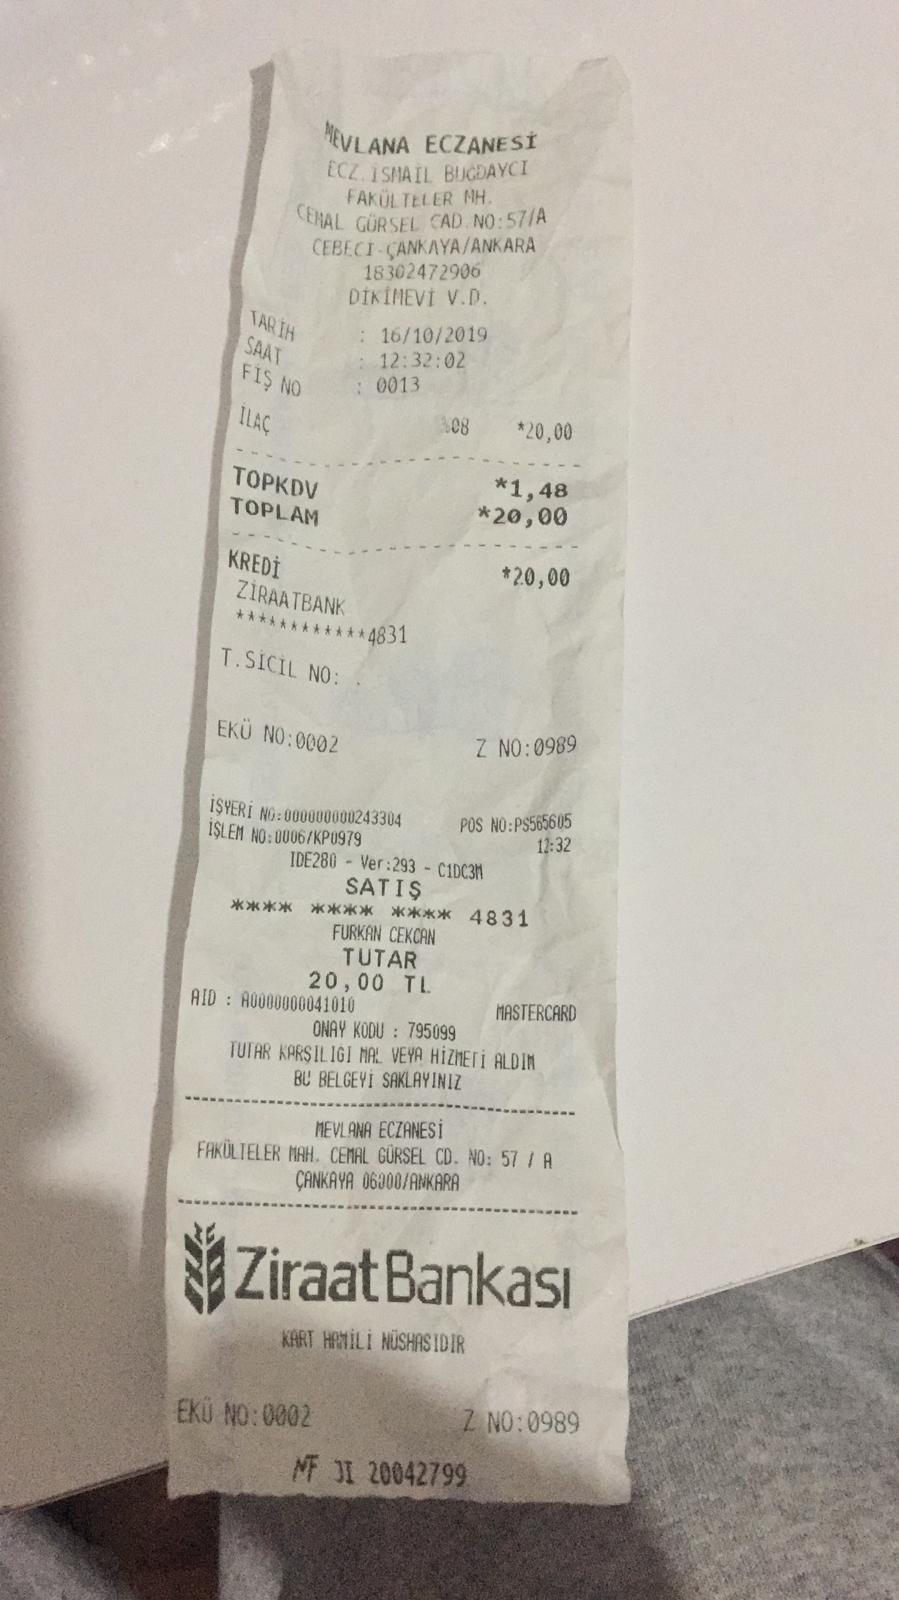 MEVLANA ECZANESİ
ECZ.İSMAİL BUĞDAYCI
FAKÜLTELER MH.
CEMAL GÜRSEL CAD.NO:57/A
CEBECİ-ÇANKAYA/ANKARA
18302472906
DİKİMEVİ V.D.
TARİH : 16/10/2019
SAAT : 12:32:02
FİŞ NO : 0013
İLAÇ %08 *20,00
TOPKDV *1,48
TOPLAM *20,00
KREDİ *20,00
ZİRAATBANK
************4831
T.SİCİL NO: .
EKÜ NO:0002 Z NO:0989
İŞYERİ NO:000000000243304 POS NO:PS565605
İŞLEM NO:0006/KP0979 12:32
IDE280 - Ver:293 - C1DC3M
SATIŞ
**** **** **** 4831
FURKAN CEKCAN
TUTAR
20,00 TL
AID : A0000000041010 MASTERCARD
ONAY KODU : 795099
TUTAR KARŞILIGI MAL VEYA HİZMETİ ALDIM
BU BELGEYİ SAKLAYINIZ
MEVLANA ECZANESİ
FAKÜLTELER MAH. CEMAL GÜRSEL CD. NO: 57 / A
ÇANKAYA 06000/ANKARA
Ziraat Bankası
KART HAMİLİ NÜSHASIDIR
EKÜ NO:0002 Z NO:0989
MF JI 20042799